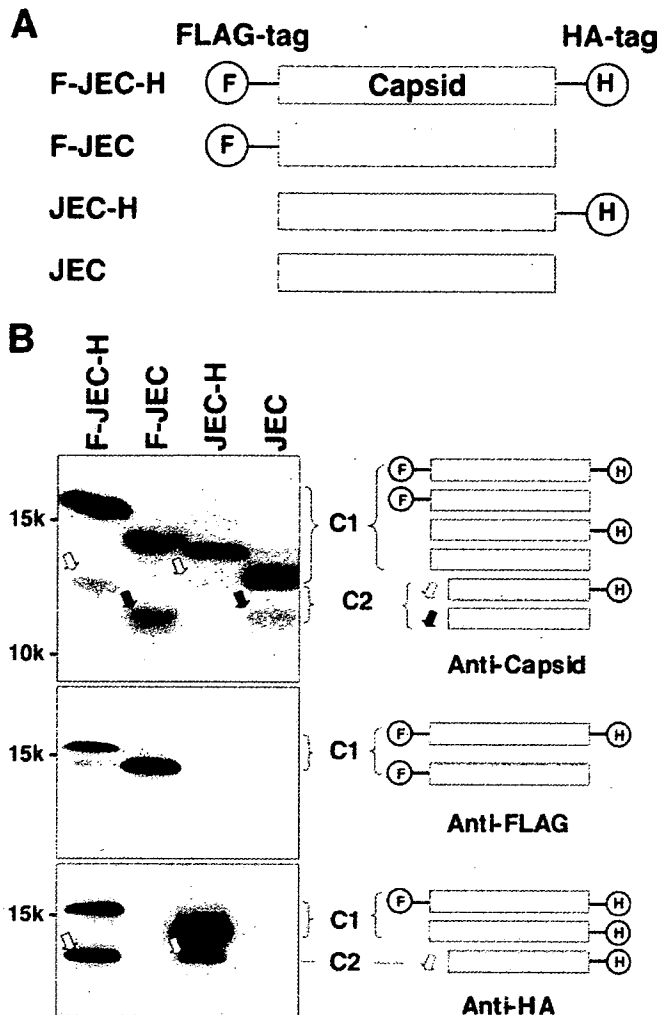 A
FLAG-tag HA-tag
F-JEC-H F Capsid H
F-JEC F
JEC-H H
JEC
B
F-JEC-H F-JEC JEC-H JEC
F H
15k C1 F
H
C2 H
10k
Anti-Capsid
F H
15k C1
F
Anti-FLAG
F H
15k C1
H
C2 H
Anti-HA